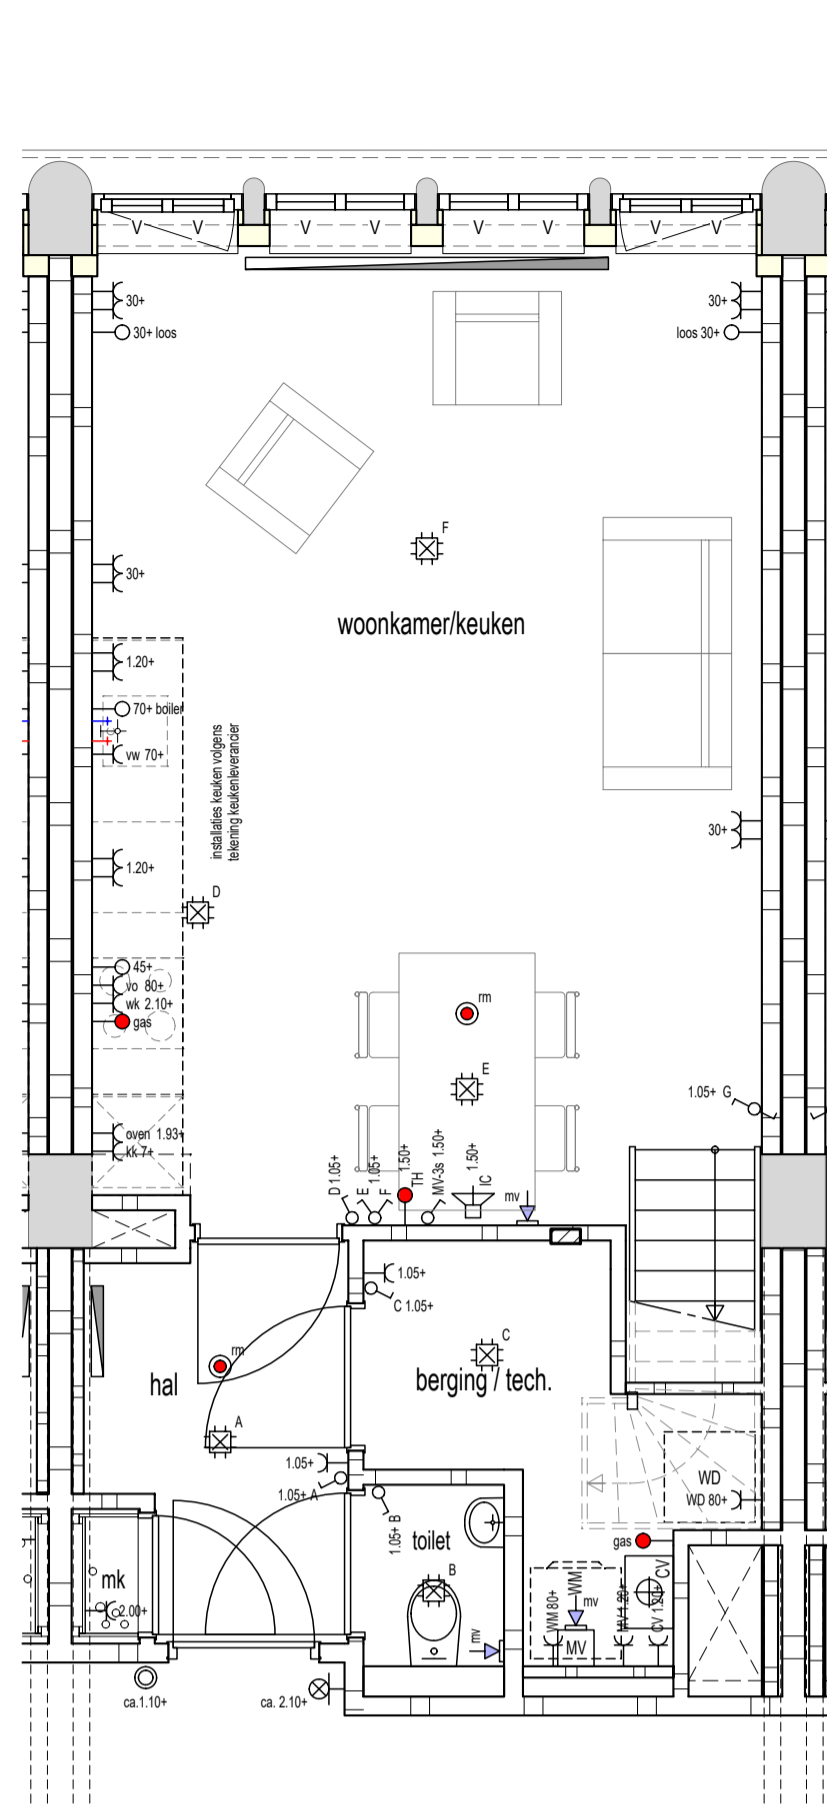 V V V V V V V V
30+ 30+
30+ loos loos 30+
F
30+
woonkamer/keuken
1.20+
70+ boiler
vw 70+
installaties keuken volgens
tekening keukenleverancier
30+
1.20+
D
45+
vo 80+
wk 2.10+
gas
rm
E
1.05+ G
oven 1.93+
kk 7+
D 1.05+
E 1.05+
F
TH 1.50+
MV-3s 1.50+
IC 1.50+
mv
1.05+
C 1.05+
rm
C
hal
berging / tech.
A
1.05+
1.05+ A
WD
WD 80+
1.05+ B
toilet
gas
mk
2.00+
B
mv
WM 80+
WM
mv
MV
MV 1.20+
CV 1.20+
CV
ca.1.10+
ca. 2.10+